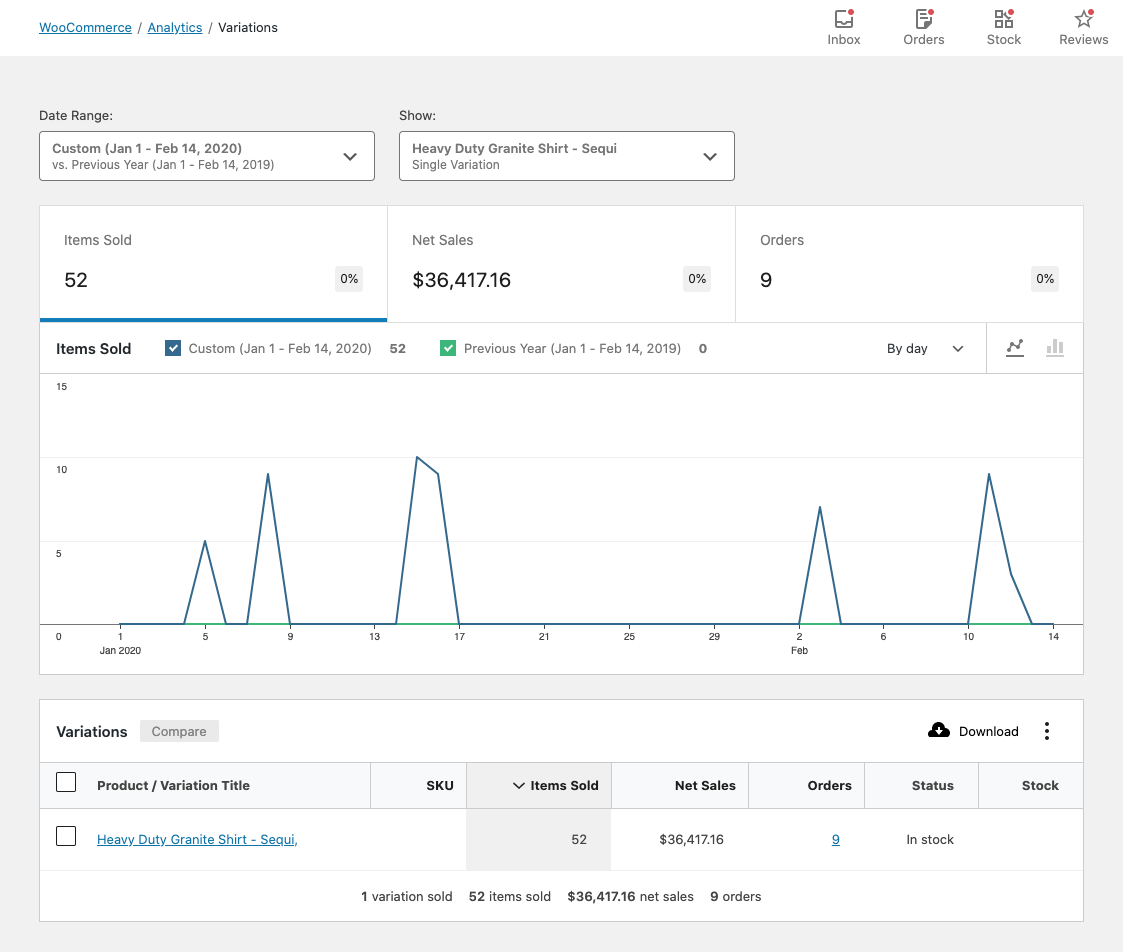 WooCommerce / Analytics / Variations
Inbox
Orders
Stock
Reviews
Date Range:
Show:
Custom (Jan 1 - Feb 14, 2020)
vs. Previous Year (Jan 1 - Feb 14, 2019)
Heavy Duty Granite Shirt - Sequi
Single Variation
Items Sold
52
0%
Net Sales
$36,417.16
0%
Orders
9
0%
Items Sold
Custom (Jan 1 - Feb 14, 2020) 52
Previous Year (Jan 1 - Feb 14, 2019) 0
By day
15
10
5
0 1 5 9 13 17 21 25 29 2 6 10 14
Jan 2020 Feb
Variations
Compare
Download
Product / Variation Title SKU Items Sold Net Sales Orders Status Stock
Heavy Duty Granite Shirt - Sequi, 52 $36,417.16 9 In stock
1 variation sold 52 items sold $36,417.16 net sales 9 orders